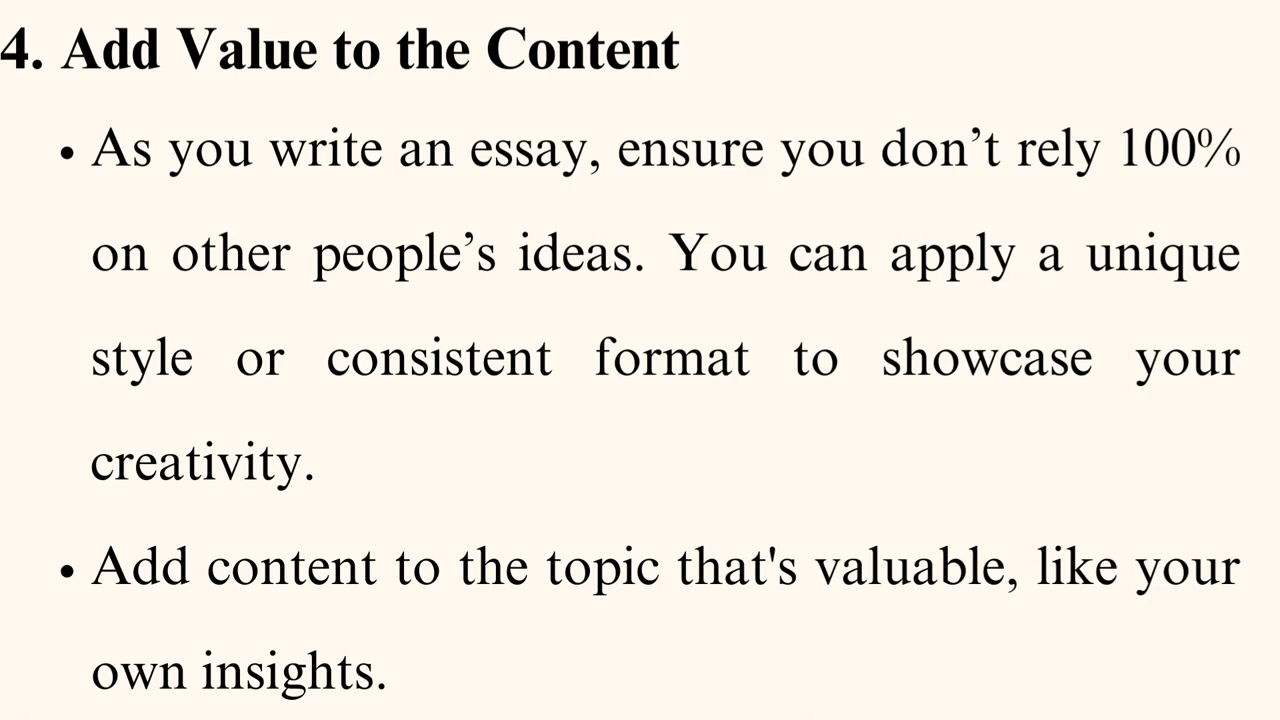 4. Add Value to the Content
• As you write an essay, ensure you don’t rely 100%
on other people’s ideas. You can apply a unique
style or consistent format to showcase your
creativity.
• Add content to the topic that's valuable, like your
own insights.